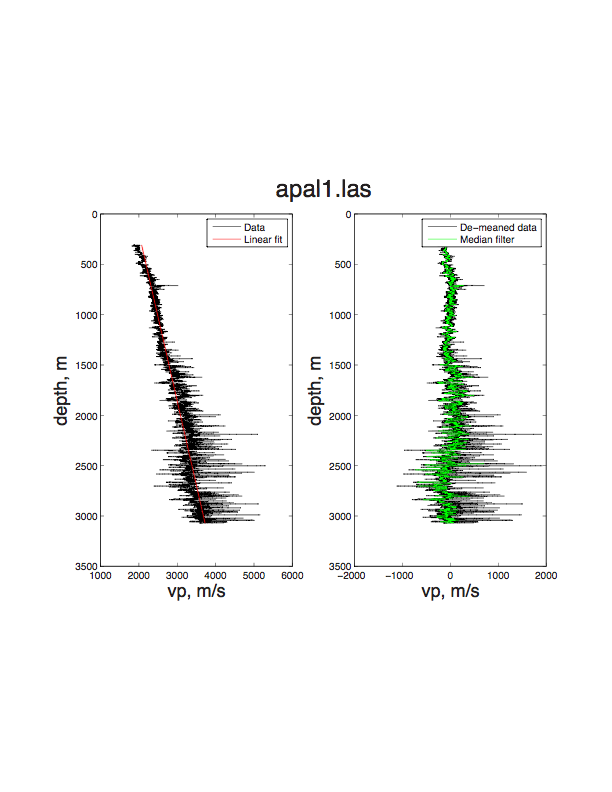 apal1.las
0
500
1000
1500
2000
2500
3000
3500
depth, m
1000 2000 3000 4000 5000 6000
vp, m/s
Data
Linear fit
0
500
1000
1500
2000
2500
3000
3500
depth, m
−2000 −1000 0 1000 2000
vp, m/s
De−meaned data
Median filter